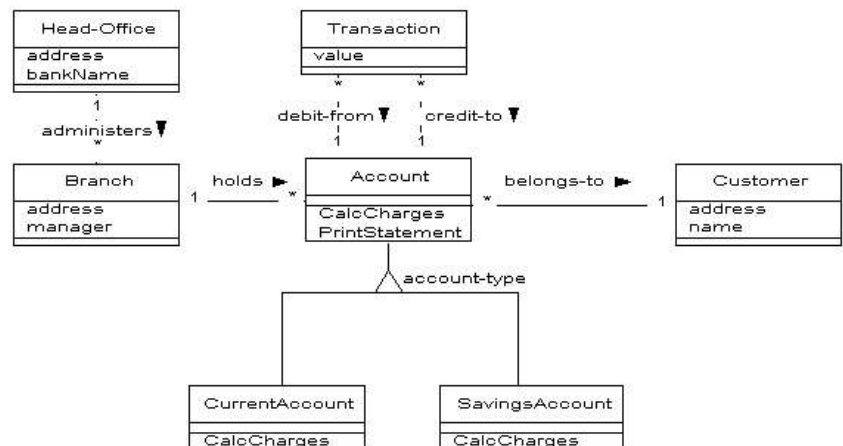 Head-Office
address
bankName
1
administers
*
Branch
address
manager
Transaction
value
*
*
debit-from
credit-to
1
1
1
holds
*
Account
CalcCharges
PrintStatement
*
belongs-to
1
Customer
address
name
account-type
CurrentAccount
CalcCharges
SavingsAccount
CalcCharges